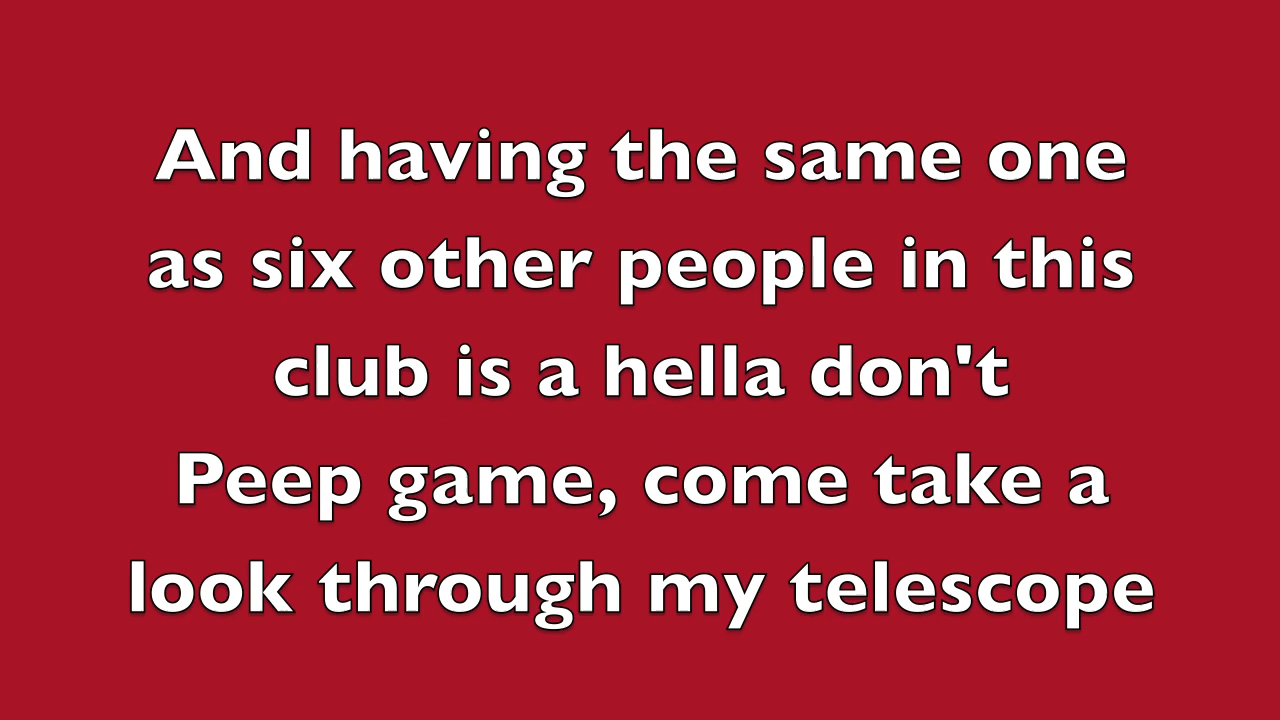 And having the same one
as six other people in this
club is a hella don't
Peep game, come take a
look through my telescope